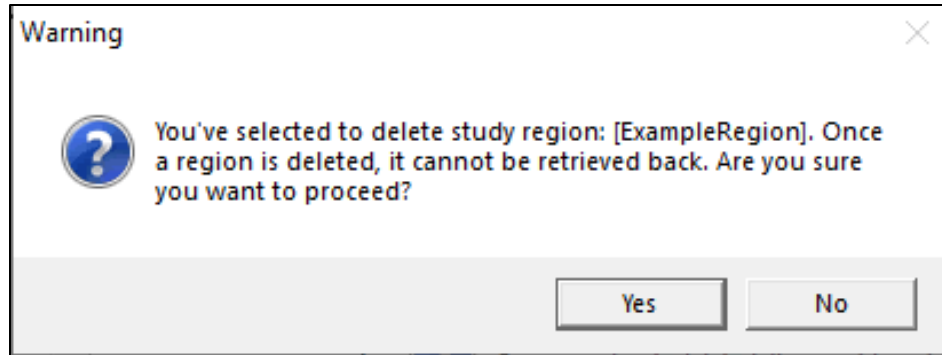 Warning
You've selected to delete study region: [ExampleRegion]. Once
a region is deleted, it cannot be retrieved back. Are you sure
you want to proceed?
Yes
No